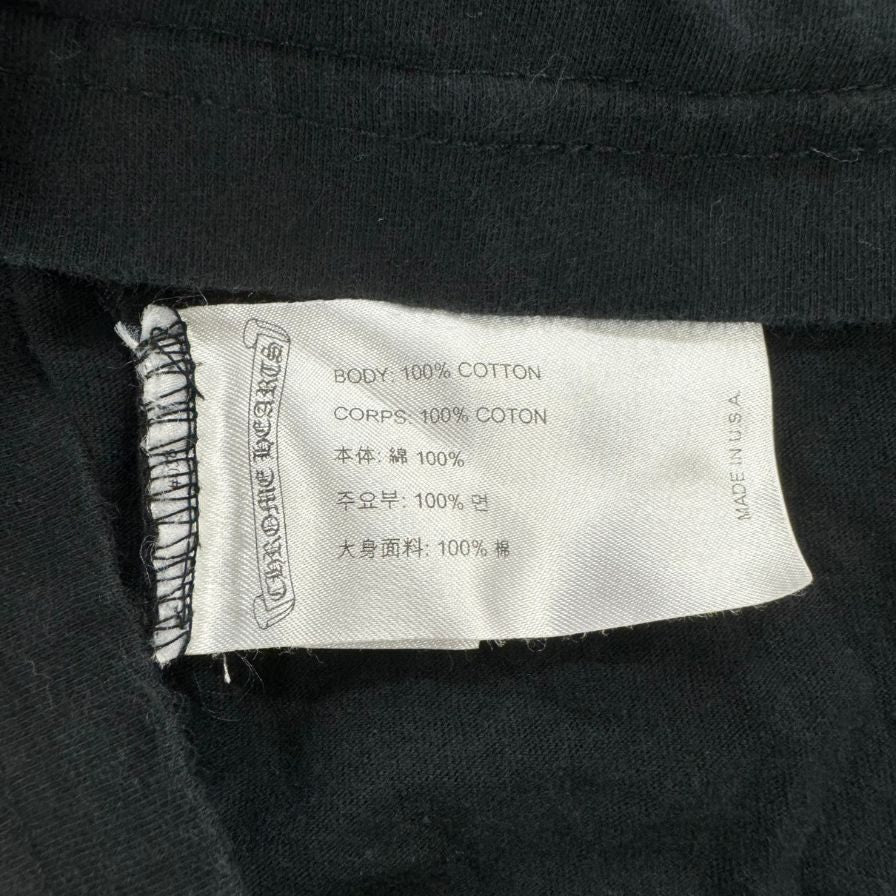 CHROME HEARTS
BODY: 100% COTTON
CORPS: 100% COTON
本体: 綿 100%
주요부: 100% 면
大身面料: 100% 棉
MADE IN U.S.A.